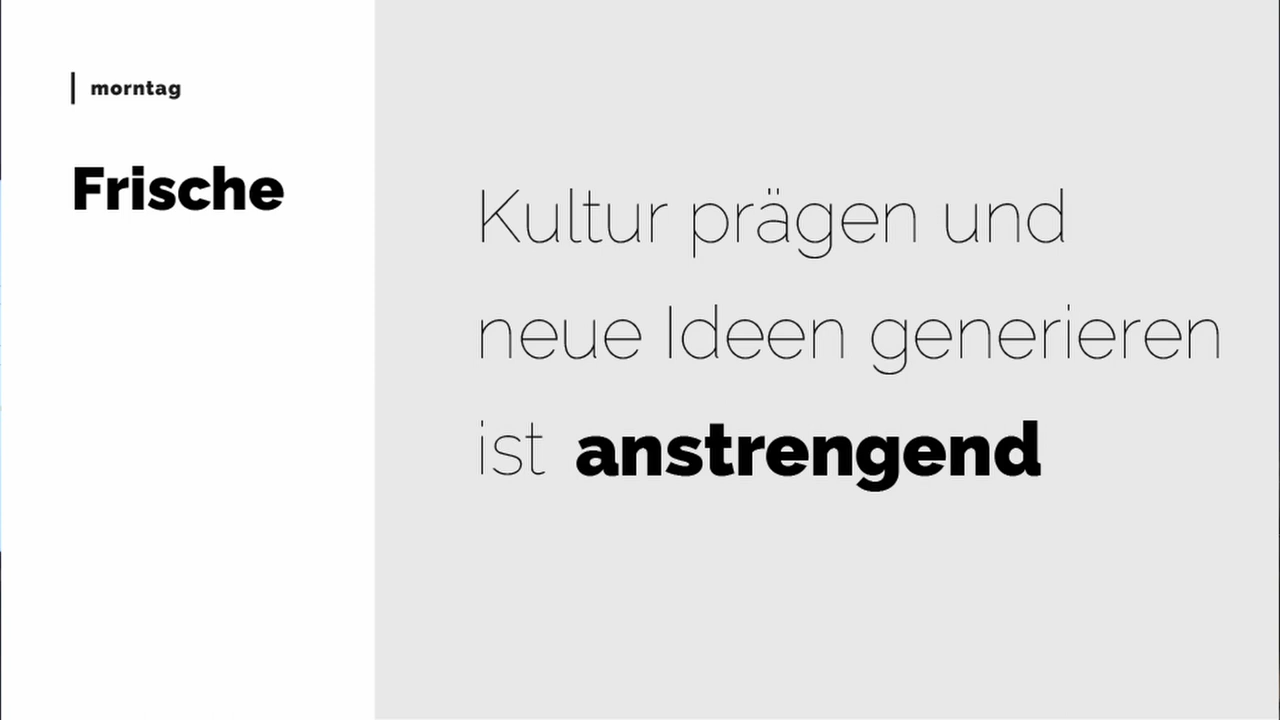 morntag
Frische
Kultur prägen und
neue Ideen generieren
ist anstrengend